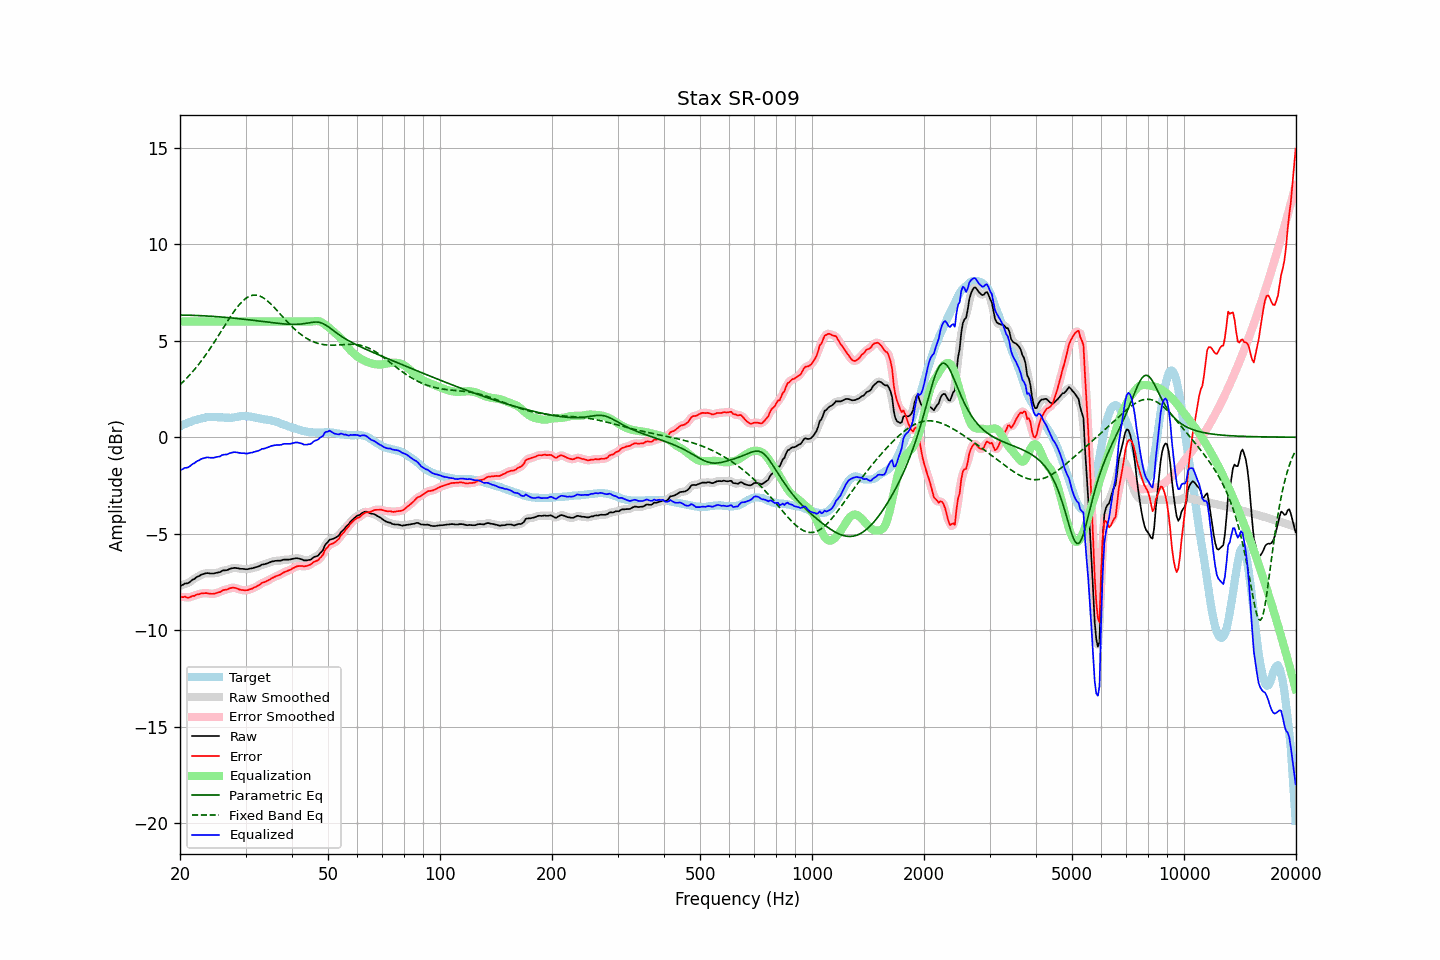 Stax SR-009
Amplitude (dBr)
15
10
5
0
−5
−10
−15
−20
Target
Raw Smoothed
Error Smoothed
Raw
Error
Equalization
Parametric Eq
Fixed Band Eq
Equalized
20 50 100 200 500 1000 2000 5000 10000 20000
Frequency (Hz)